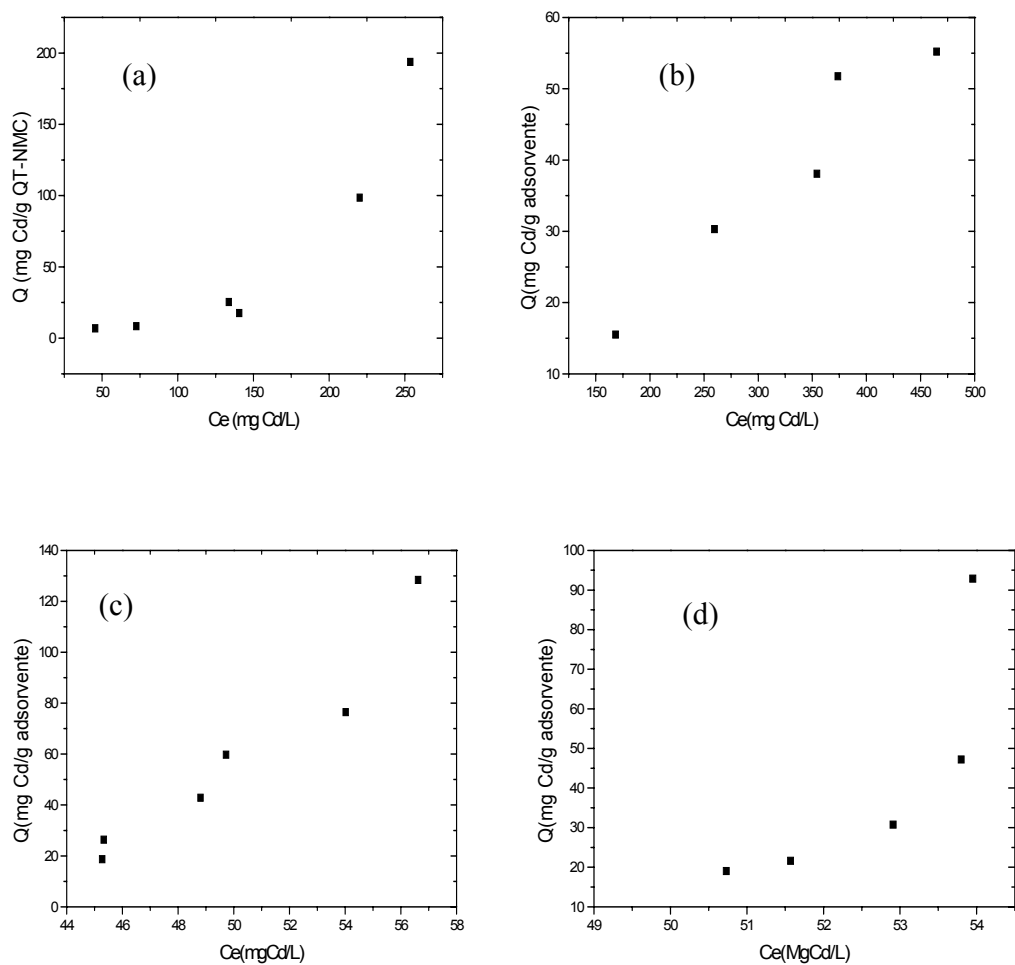 (a)
200
150
100
50
0
Q (mg Cd/g QT-NMC)
50 100 150 200 250
Ce (mg Cd/L)
(b)
60
50
40
30
20
10
Q(mg Cd/g adsorvente)
150 200 250 300 350 400 450 500
Ce(mg Cd/L)
(c)
140
120
100
80
60
40
20
0
Q(mg Cd/g adsorvente)
44 46 48 50 52 54 56 58
Ce(mgCd/L)
(d)
100
90
80
70
60
50
40
30
20
10
Q(mg Cd/g adsorvente)
49 50 51 52 53 54
Ce(MgCd/L)